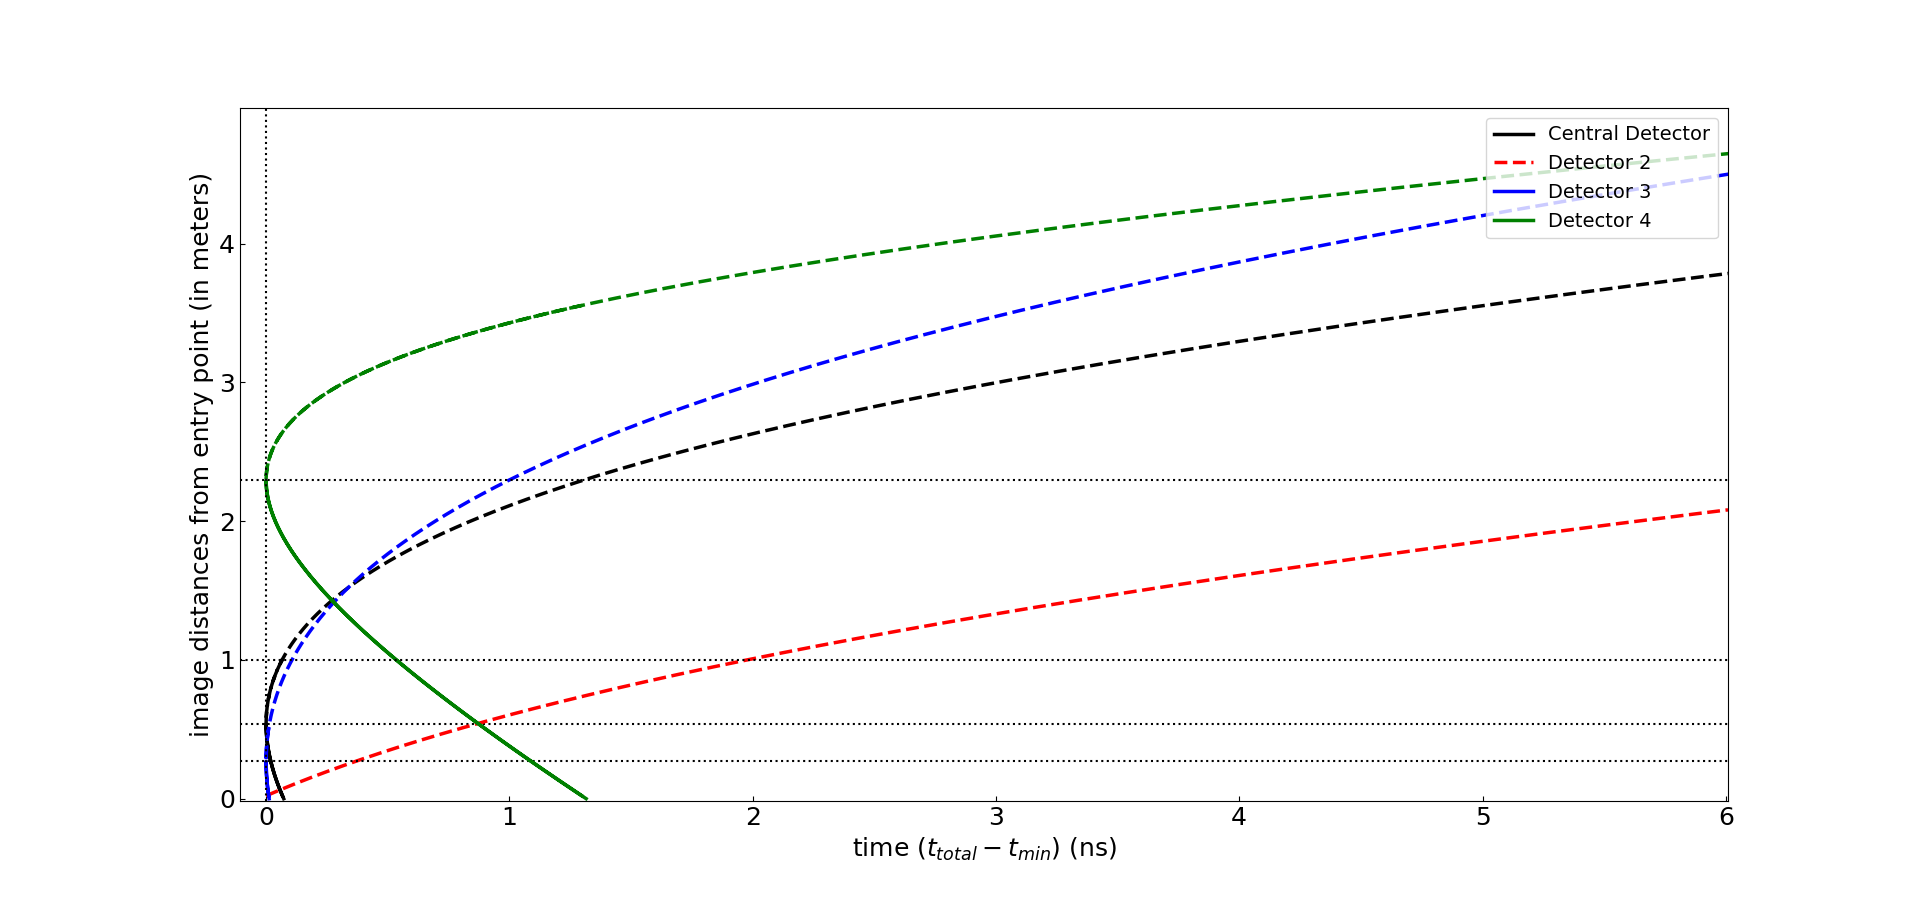 image distances from entry point (in meters)
4
3
2
1
0
0 1 2 3 4 5 6
time (t_total − t_min) (ns)
Central Detector
Detector 2
Detector 3
Detector 4